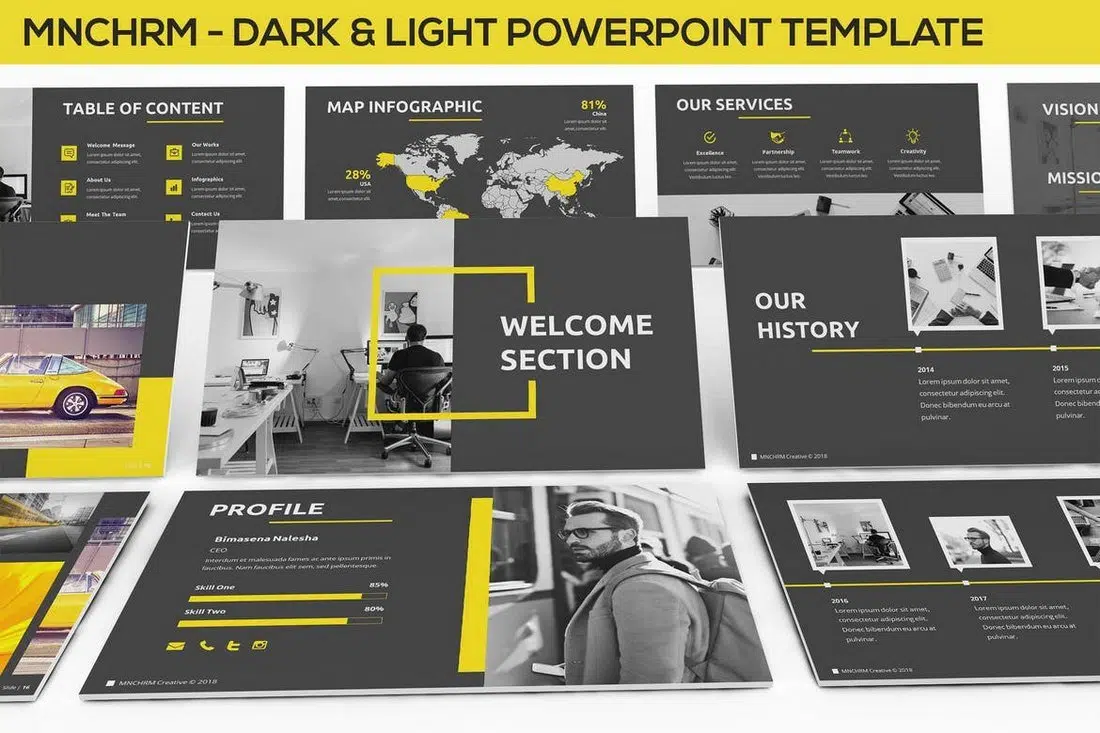 MNCHRM - DARK & LIGHT POWERPOINT TEMPLATE
TABLE OF CONTENT
Welcome Message
Lorem ipsum dolor sit amet,
consectetur adipiscing elit.
Our Works
Lorem ipsum dolor sit amet,
consectetur adipiscing elit.
About Us
Lorem ipsum dolor sit amet,
consectetur adipiscing elit.
Infographics
Lorem ipsum dolor sit amet,
consectetur adipiscing elit.
Meet The Team
Contact Us
Lorem ipsum dolor sit amet,
MAP INFOGRAPHIC
81%
China
Lorem ipsum dolor sit
amet, consectetur
28%
USA
Lorem ipsum dolor sit
amet, consectetur
OUR SERVICES
Excellence
Lorem ipsum dolor sit amet,
consectetur adipiscing elit.
Vestibulum luctus leo.
Partnership
Lorem ipsum dolor sit amet,
consectetur adipiscing elit.
Vestibulum luctus leo.
Teamwork
Lorem ipsum dolor sit amet,
consectetur adipiscing elit.
Vestibulum luctus leo.
Creativity
Lorem ipsum dolor sit amet,
consectetur adipiscing elit.
Vestibulum luctus leo.
VISION
MISSIO
WELCOME
SECTION
OUR
HISTORY
2014
Lorem ipsum dolor sit amet,
consectetur adipiscing elit.
Donec bibendum eu arcu at
pulvinar.
2015
Lorem ipsum do
consectetur adi
Donec bibend
pulvinar.
MNCHRM Creative © 2018
PROFILE
Bimasena Nalesha
CEO
Interdum et malesuada fames ac ante ipsum primis in
faucibus. Nam faucibus elit sem, sed pellentesque.
Skill One
85%
Skill Two
80%
MNCHRM Creative © 2018
Slide / 16
2016
Lorem ipsum dolor sit amet,
consectetur adipiscing elit.
Donec bibendum eu arcu at
pulvinar.
2017
Lorem ipsum dolor sit amet,
consectetur adipiscing elit.
Donec bibendum eu arcu at
pulvinar.
MNCHRM Creative © 2018